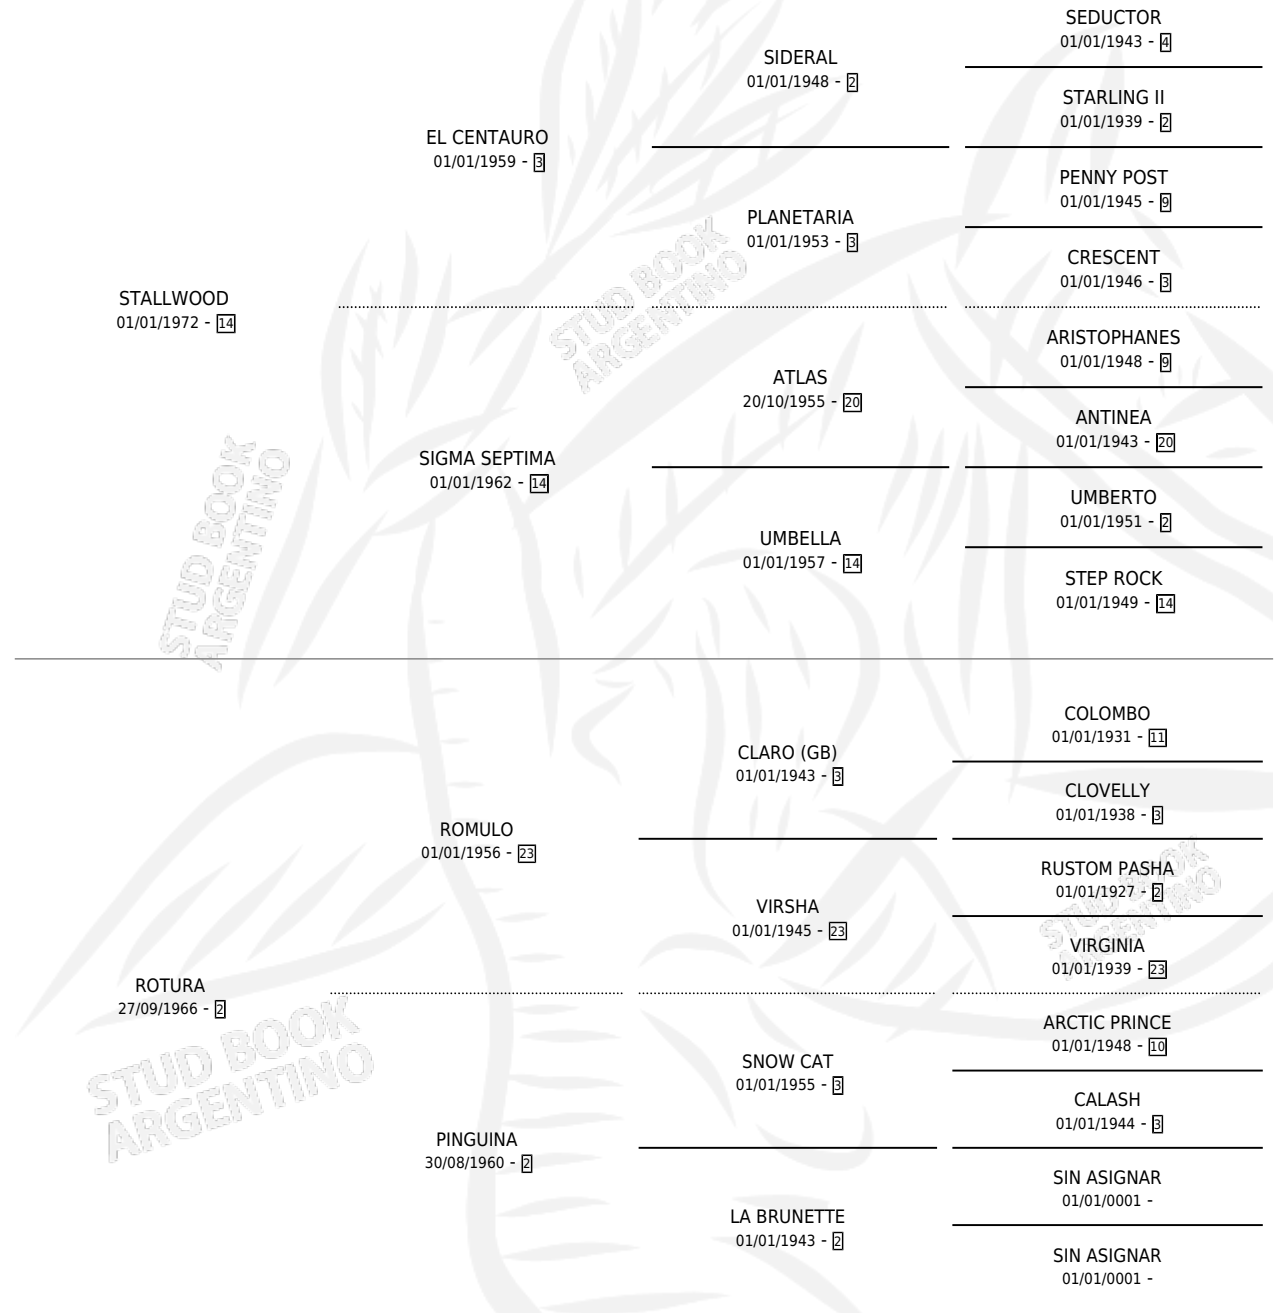 STALLWOOD
01/01/1972 - 14
EL CENTAURO
01/01/1959 - 3
SIDERAL
01/01/1948 - 2
SEDUCTOR
01/01/1943 - 4
STARLING II
01/01/1939 - 2
PLANETARIA
01/01/1953 - 3
PENNY POST
01/01/1945 - 9
CRESCENT
01/01/1946 - 3
SIGMA SEPTIMA
01/01/1962 - 14
ATLAS
20/10/1955 - 20
ARISTOPHANES
01/01/1948 - 9
ANTINEA
01/01/1943 - 20
UMBELLA
01/01/1957 - 14
UMBERTO
01/01/1951 - 2
STEP ROCK
01/01/1949 - 14
ROTURA
27/09/1966 - 2
ROMULO
01/01/1956 - 23
CLARO (GB)
01/01/1943 - 3
COLOMBO
01/01/1931 - 11
CLOVELLY
01/01/1938 - 3
VIRSHA
01/01/1945 - 23
RUSTOM PASHA
01/01/1927 - 2
VIRGINIA
01/01/1939 - 23
PINGUINA
30/08/1960 - 2
SNOW CAT
01/01/1955 - 3
ARCTIC PRINCE
01/01/1948 - 10
CALASH
01/01/1944 - 3
LA BRUNETTE
01/01/1943 - 2
SIN ASIGNAR
01/01/0001 -
SIN ASIGNAR
01/01/0001 -
STUD BOOK
ARGENTINO
STUD BOOK
ARGENTINO
STUD BOOK
ARGENTINO
STUD BOOK
ARGENTINO